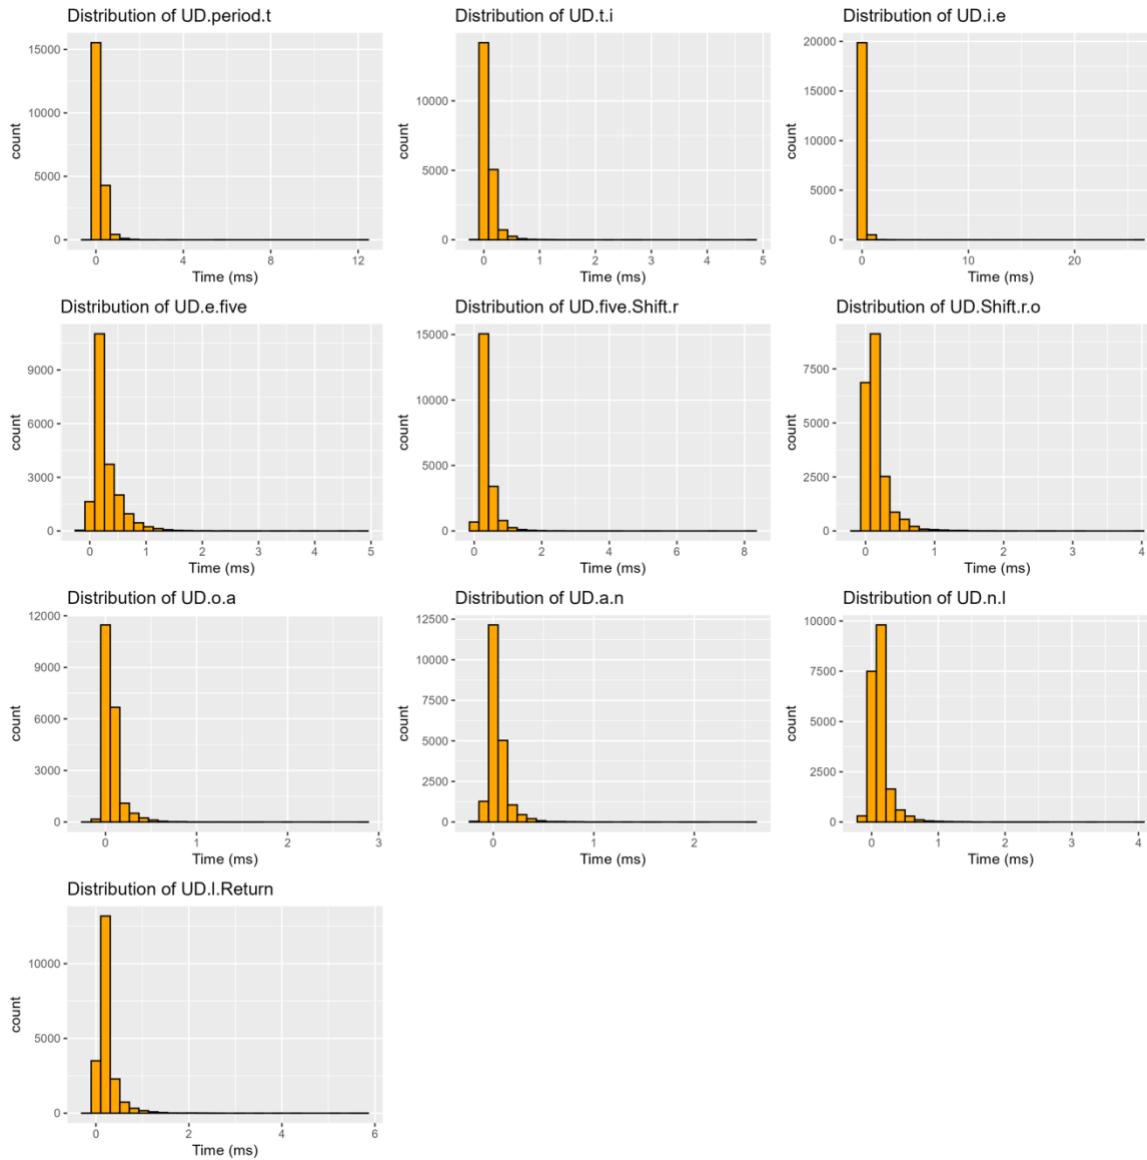 Distribution of UD.period.t
15000
10000
5000
0
count
0 4 8 12
Time (ms)
Distribution of UD.t.i
10000
5000
0
count
0 1 2 3 4 5
Time (ms)
Distribution of UD.i.e
20000
15000
10000
5000
0
count
0 10 20
Time (ms)
Distribution of UD.e.five
9000
6000
3000
0
count
0 1 2 3 4 5
Time (ms)
Distribution of UD.five.Shift.r
15000
10000
5000
0
count
0 2 4 6 8
Time (ms)
Distribution of UD.Shift.r.o
7500
5000
2500
0
count
0 1 2 3 4
Time (ms)
Distribution of UD.o.a
12000
9000
6000
3000
0
count
0 1 2 3
Time (ms)
Distribution of UD.a.n
12500
10000
7500
5000
2500
0
count
0 1 2
Time (ms)
Distribution of UD.n.l
10000
7500
5000
2500
0
count
0 1 2 3 4
Time (ms)
Distribution of UD.l.Return
10000
5000
0
count
0 2 4 6
Time (ms)